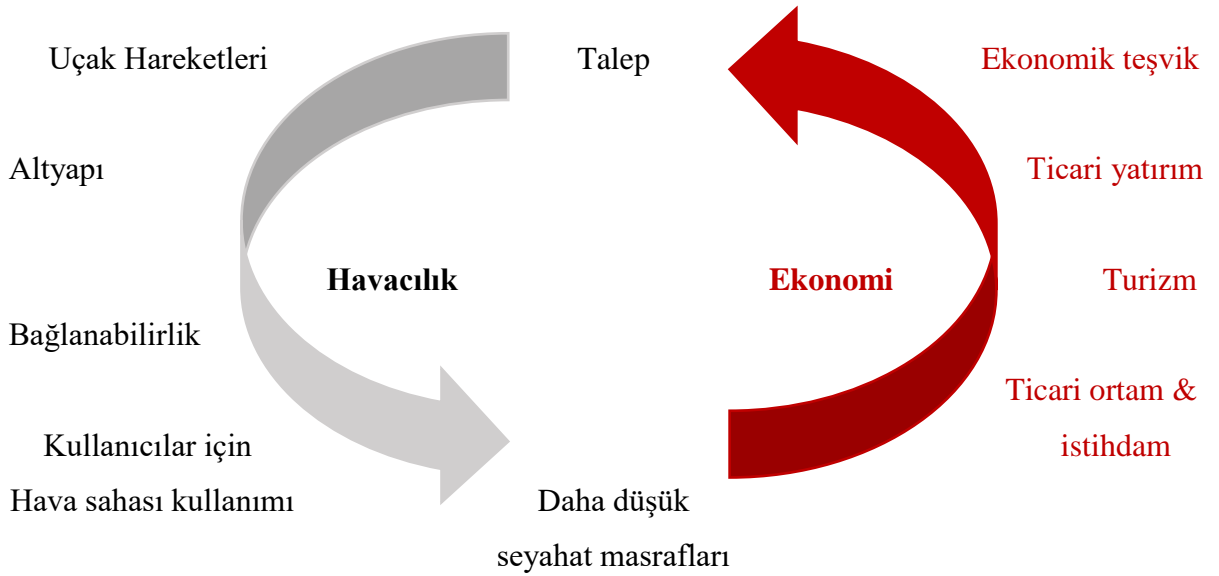 Uçak Hareketleri
Talep
Ekonomik teşvik
Altyapı
Ticari yatırım
Havacılık
Ekonomi
Turizm
Bağlanabilirlik
Ticari ortam &
istihdam
Kullanıcılar için
Hava sahası kullanımı
Daha düşük
seyahat masrafları